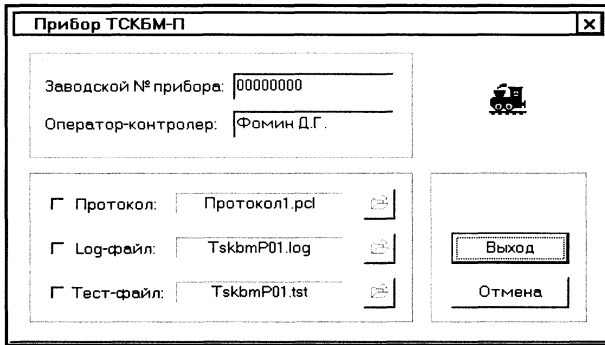 Прибор ТСКБМ-П
Заводской № прибора: 00000000
Оператор-контролер: Фомин Д.Г.
Протокол: Протокол1.pcl
Log-файл: TskbmP01.log
Тест-файл: TskbmP01.tst
Выход
Отмена